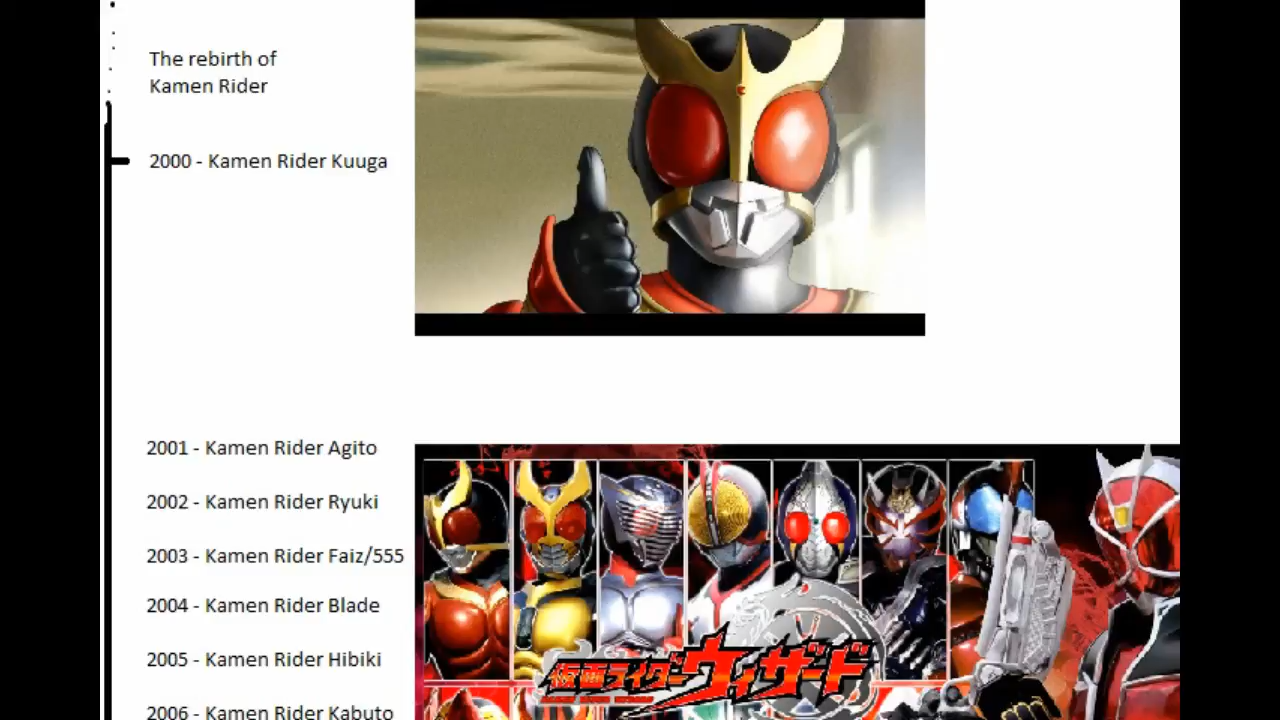 The rebirth of
Kamen Rider
2000 - Kamen Rider Kuuga
2001 - Kamen Rider Agito
2002 - Kamen Rider Ryuki
2003 - Kamen Rider Faiz/555
2004 - Kamen Rider Blade
2005 - Kamen Rider Hibiki
2006 - Kamen Rider Kabuto
仮面ライダーウィザード